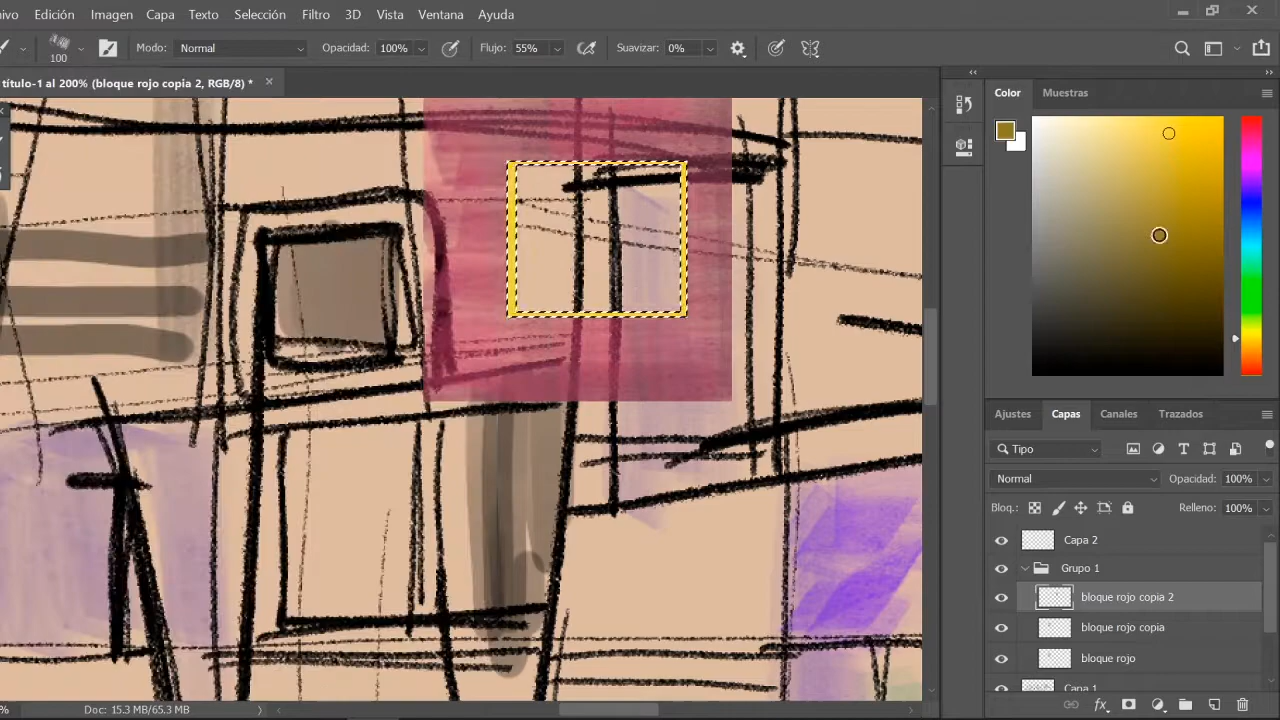 ivo Edición Imagen Capa Texto Selección Filtro 3D Vista Ventana Ayuda
100 Modo: Normal Opacidad: 100% Flujo: 55% Suavizar: 0%
título-1 al 200% (bloque rojo copia 2, RGB/8) *
Color Muestras
Ajustes Capas Canales Trazados
Tipo
Normal Opacidad: 100%
Bloq.: Relleno: 100%
Capa 2
Grupo 1
bloque rojo copia 2
bloque rojo copia
bloque rojo
Capa 1
% Doc: 15.3 MB/65.3 MB
fx